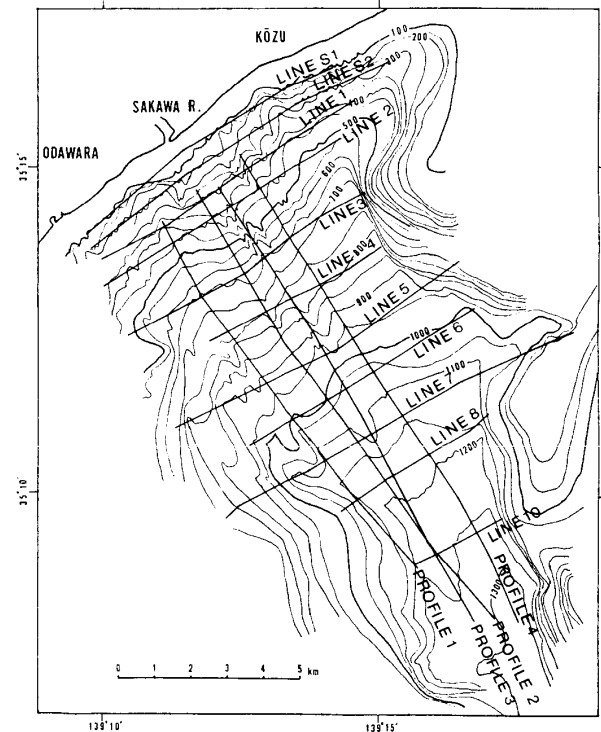 KŌZU
100
200
LINE S1
LINE S2
300
SAKAWA R.
LINE 1
400
500
LINE 2
ODAWARA
35°15'
600
700
LINE 3
LINE 4
800
LINE 5
900
1000
LINE 6
1100
LINE 7
LINE 8
1200
35°10'
LINE 10
1300
PROFILE 1
PROFILE 4
PROFILE 2
PROFILE 3
0 1 2 3 4 5 km
139°10'
139°15'